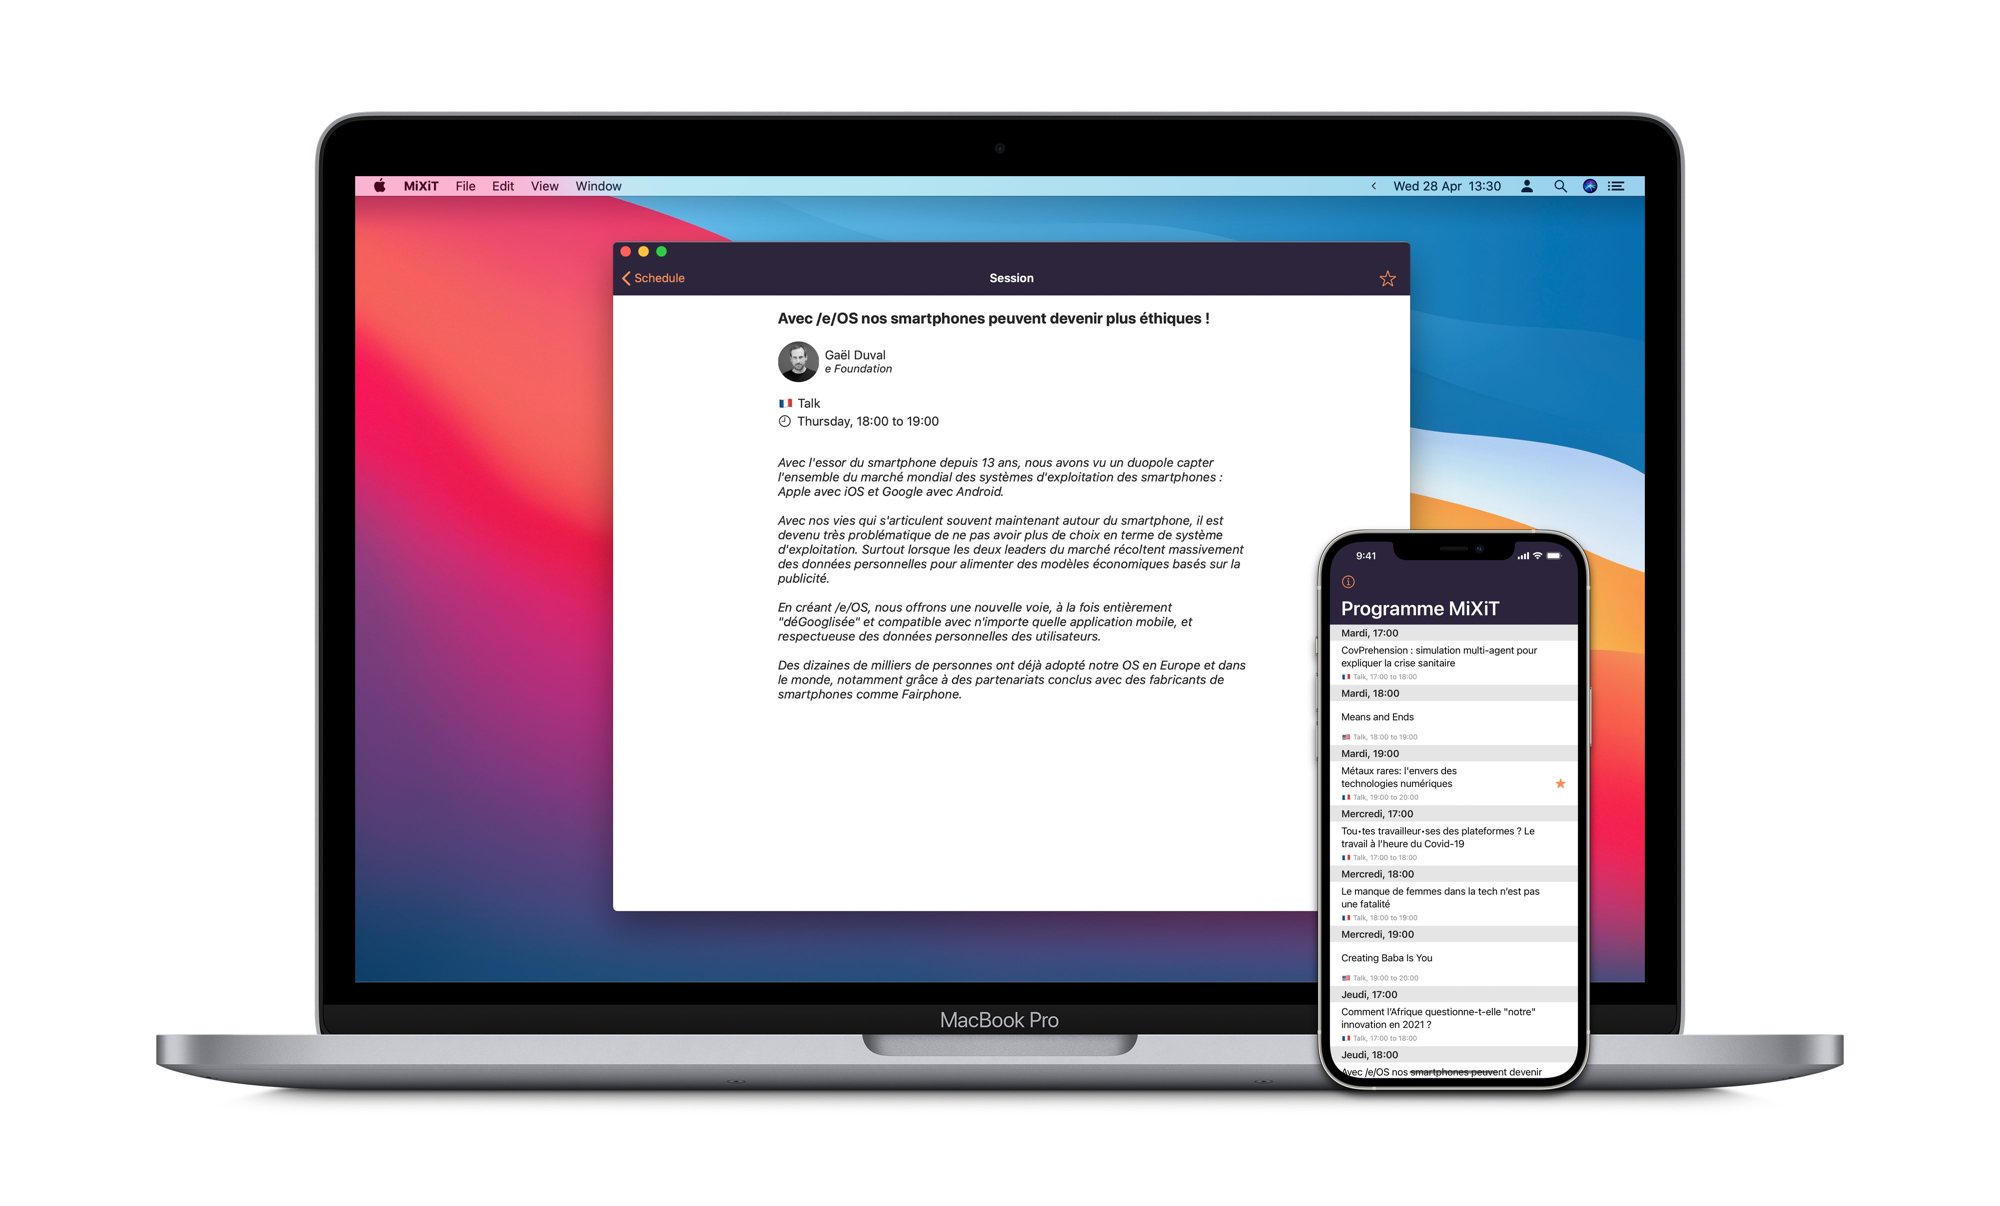 MiXiT File Edit View Window
Wed 28 Apr 13:30
Schedule
Session
Avec /e/OS nos smartphones peuvent devenir plus éthiques !
Gaël Duval
e Foundation
Talk
Thursday, 18:00 to 19:00
Avec l'essor du smartphone depuis 13 ans, nous avons vu un duopole capter
l'ensemble du marché mondial des systèmes d'exploitation des smartphones :
Apple avec iOS et Google avec Android.
Avec nos vies qui s'articulent souvent maintenant autour du smartphone, il est
devenu très problématique de ne pas avoir plus de choix en terme de système
d'exploitation. Surtout lorsque les deux leaders du marché récoltent massivement
des données personnelles pour alimenter des modèles économiques basés sur la
publicité.
En créant /e/OS, nous offrons une nouvelle voie, à la fois entièrement
"déGooglisée" et compatible avec n'importe quelle application mobile, et
respectueuse des données personnelles des utilisateurs.
Des dizaines de milliers de personnes ont déjà adopté notre OS en Europe et dans
le monde, notamment grâce à des partenariats conclus avec des fabricants de
smartphones comme Fairphone.
MacBook Pro
9:41
Programme MiXiT
Mardi, 17:00
CovPrehension : simulation multi-agent pour
expliquer la crise sanitaire
Talk, 17:00 to 18:00
Mardi, 18:00
Means and Ends
Talk, 18:00 to 19:00
Mardi, 19:00
Métaux rares: l'envers des
technologies numériques
Talk, 19:00 to 20:00
Mercredi, 17:00
Tou•tes travailleur•ses des plateformes ? Le
travail à l'heure du Covid-19
Talk, 17:00 to 18:00
Mercredi, 18:00
Le manque de femmes dans la tech n'est pas
une fatalité
Talk, 18:00 to 19:00
Mercredi, 19:00
Creating Baba Is You
Talk, 19:00 to 20:00
Jeudi, 17:00
Comment l'Afrique questionne-t-elle "notre"
innovation en 2021 ?
Talk, 17:00 to 18:00
Jeudi, 18:00
Avec /e/OS nos smartphones peuvent devenir